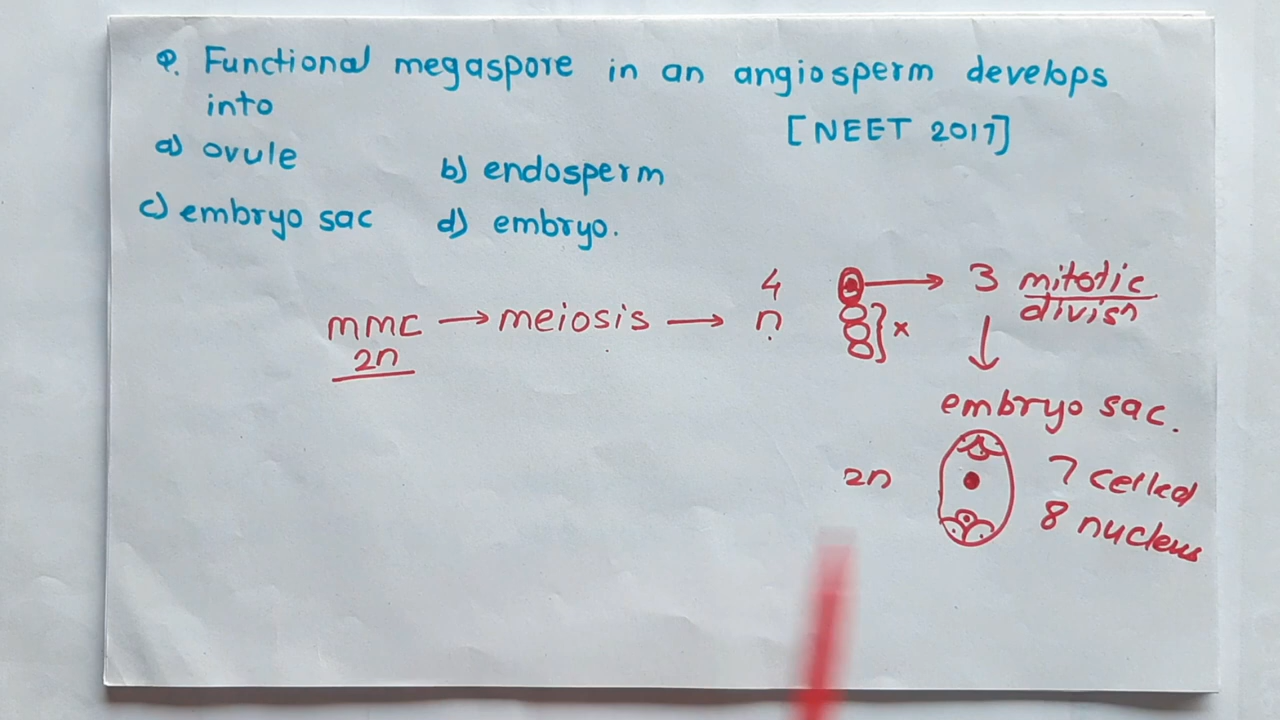 Q. Functional megaspore in an angiosperm develops
into
[NEET 2017]
a) ovule b) endosperm
c) embryo sac d) embryo.
4 → 3 mitotic
MMC → meiosis → n } x divisn
2n ↓
embryo sac.
2n 7 celled
8 nucleus